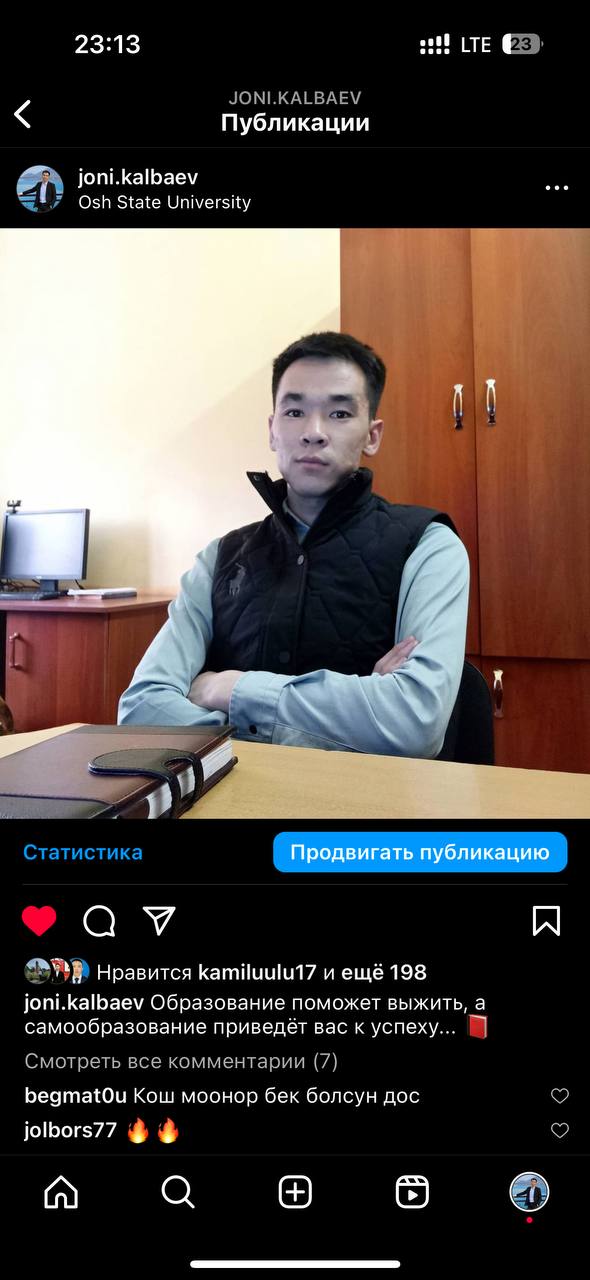 23:13
LTE
23
JONI.KALBAEV
Публикации
joni.kalbaev
Osh State University
Статистика
Продвигать публикацию
Нравится kamiluulu17 и ещё 198
joni.kalbaev Образование поможет выжить, а
самообразование приведёт вас к успеху... 📕
Смотреть все комментарии (7)
begmat0u Кош моонор бек болсун дос
jolbors77 🔥🔥